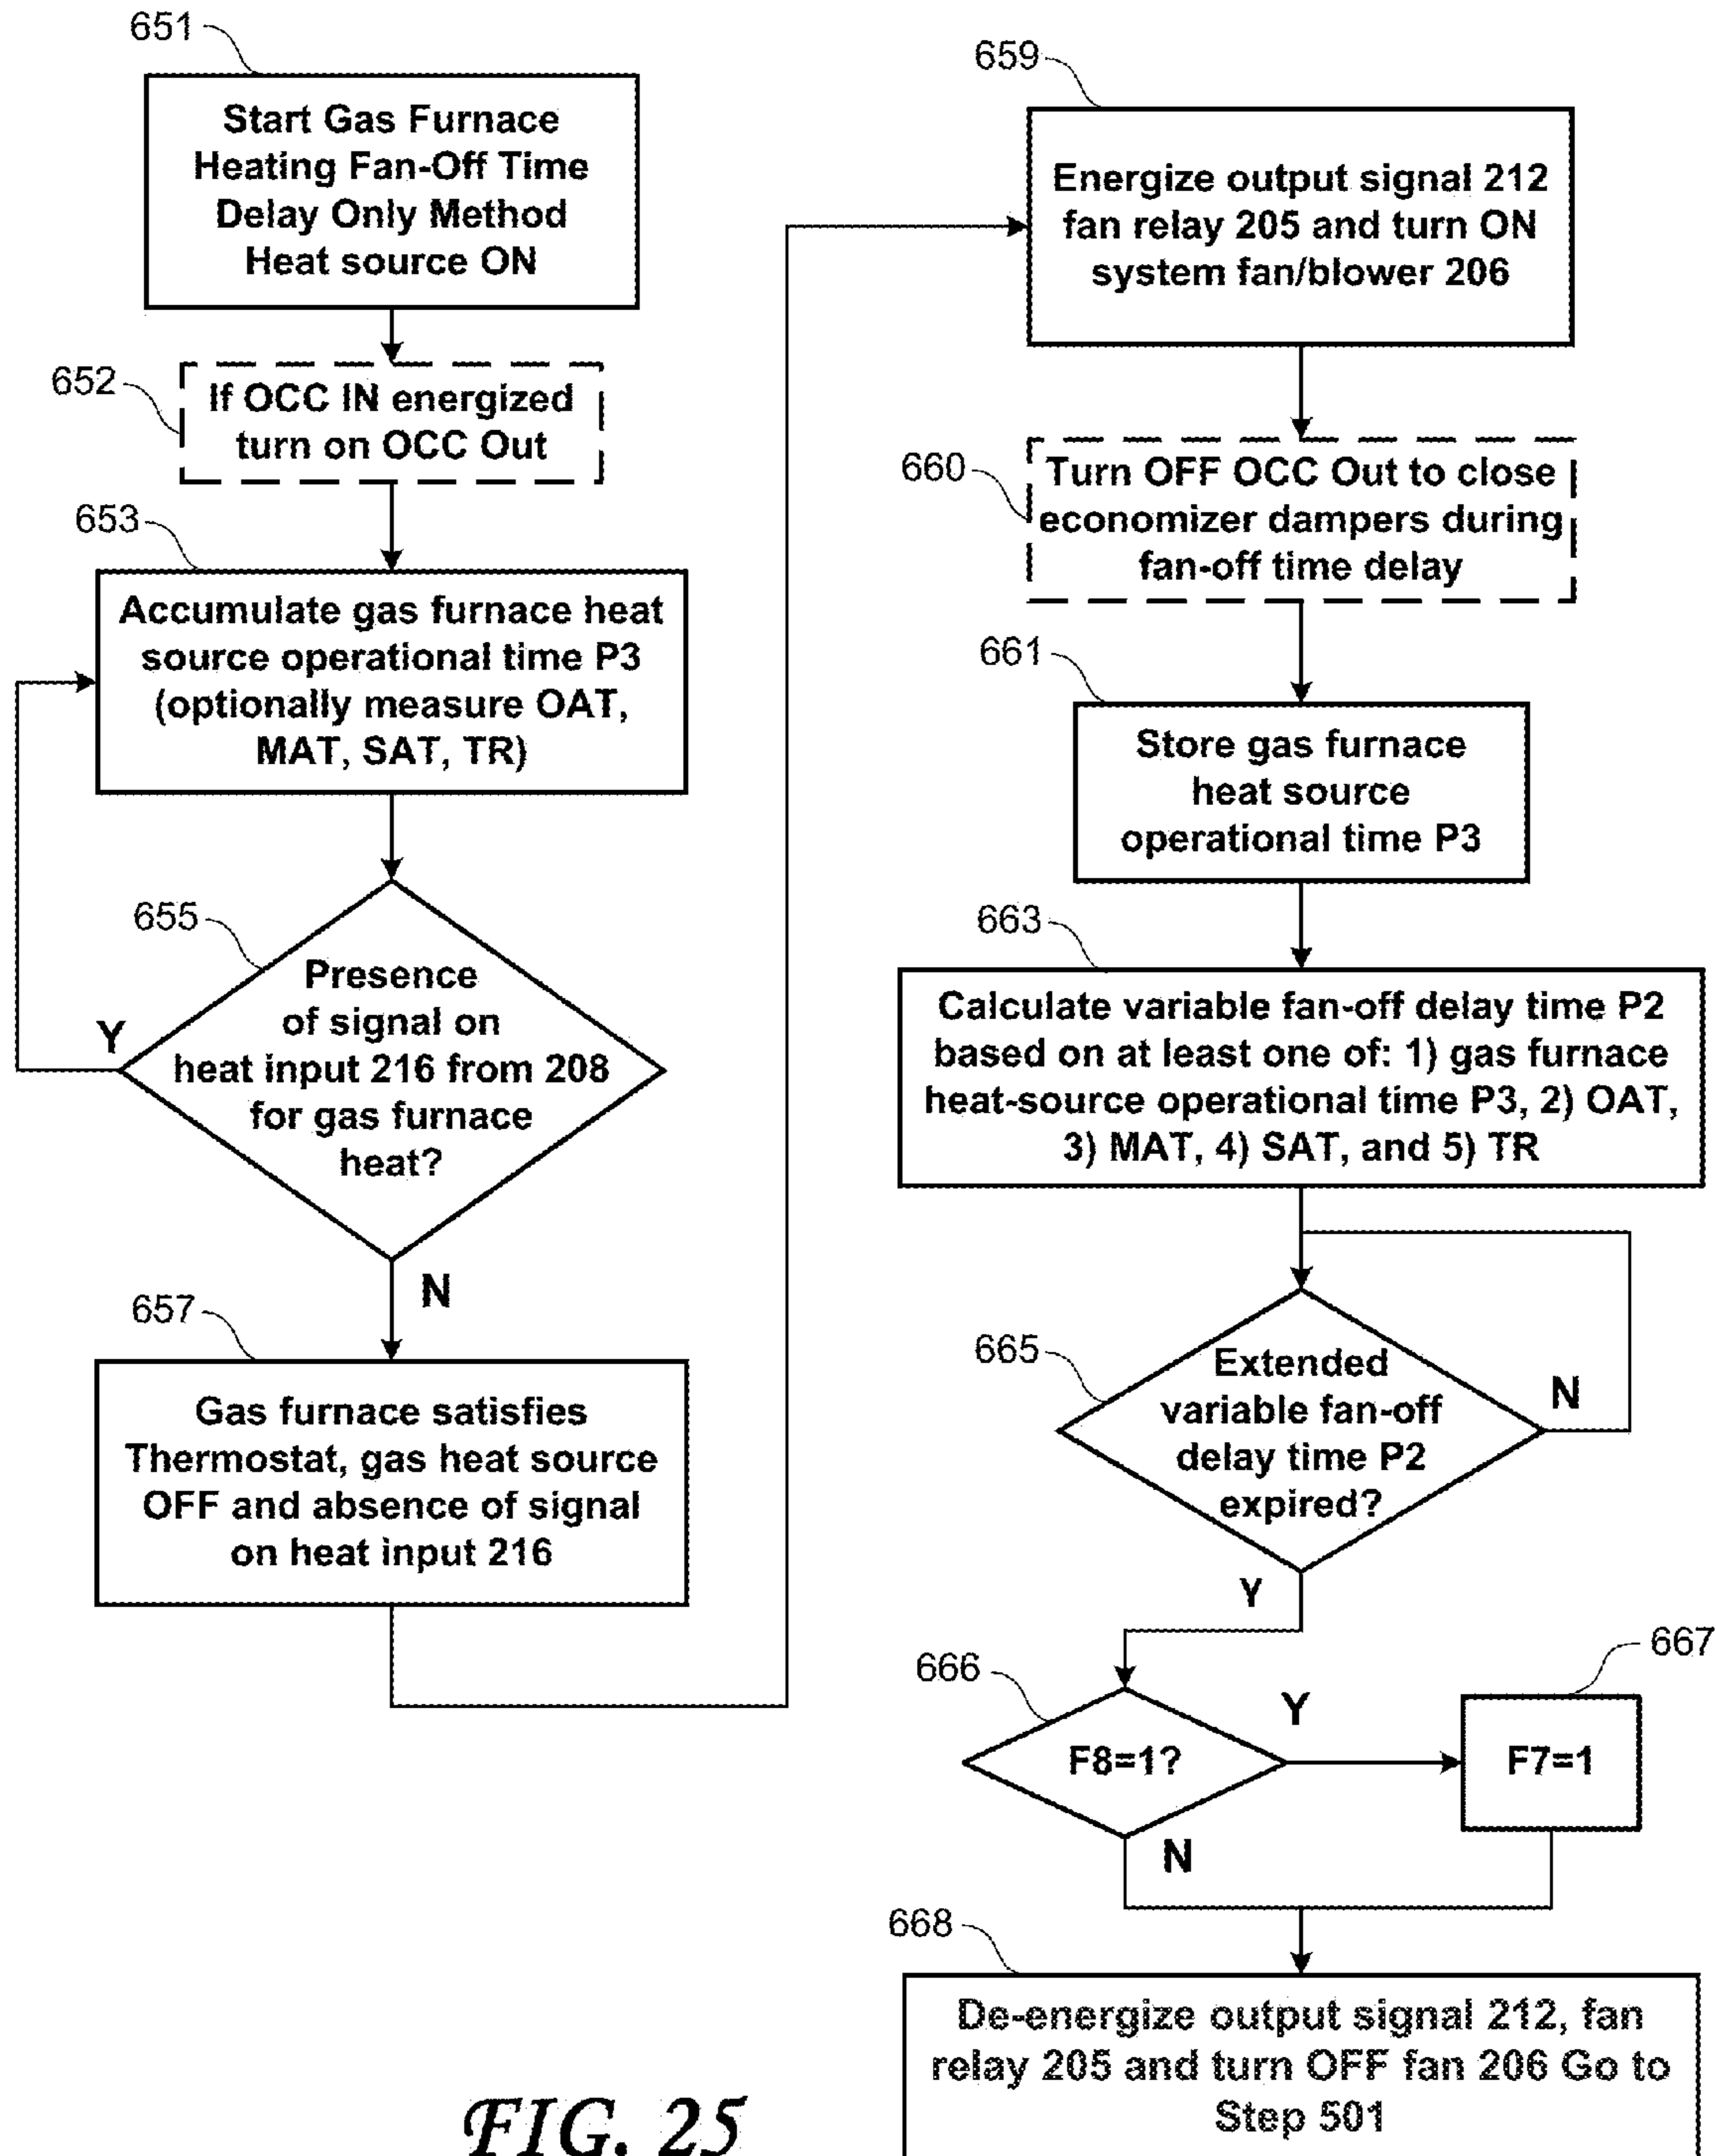 651
Start Gas Furnace
Heating Fan-Off Time
Delay Only Method
Heat source ON
652
If OCC IN energized
turn on OCC Out
653
Accumulate gas furnace heat
source operational time P3
(optionally measure OAT,
MAT, SAT, TR)
655
Presence
of signal on
heat input 216 from 208
for gas furnace
heat?
Y
N
657
Gas furnace satisfies
Thermostat, gas heat source
OFF and absence of signal
on heat input 216
659
Energize output signal 212
fan relay 205 and turn ON
system fan/blower 206
660
Turn OFF OCC Out to close
economizer dampers during
fan-off time delay
661
Store gas furnace
heat source
operational time P3
663
Calculate variable fan-off delay time P2
based on at least one of: 1) gas furnace
heat-source operational time P3, 2) OAT,
3) MAT, 4) SAT, and 5) TR
665
Extended
variable fan-off
delay time P2
expired?
N
Y
666
F8=1?
Y
N
667
F7=1
668
De-energize output signal 212, fan
relay 205 and turn OFF fan 206 Go to
Step 501
FIG. 25